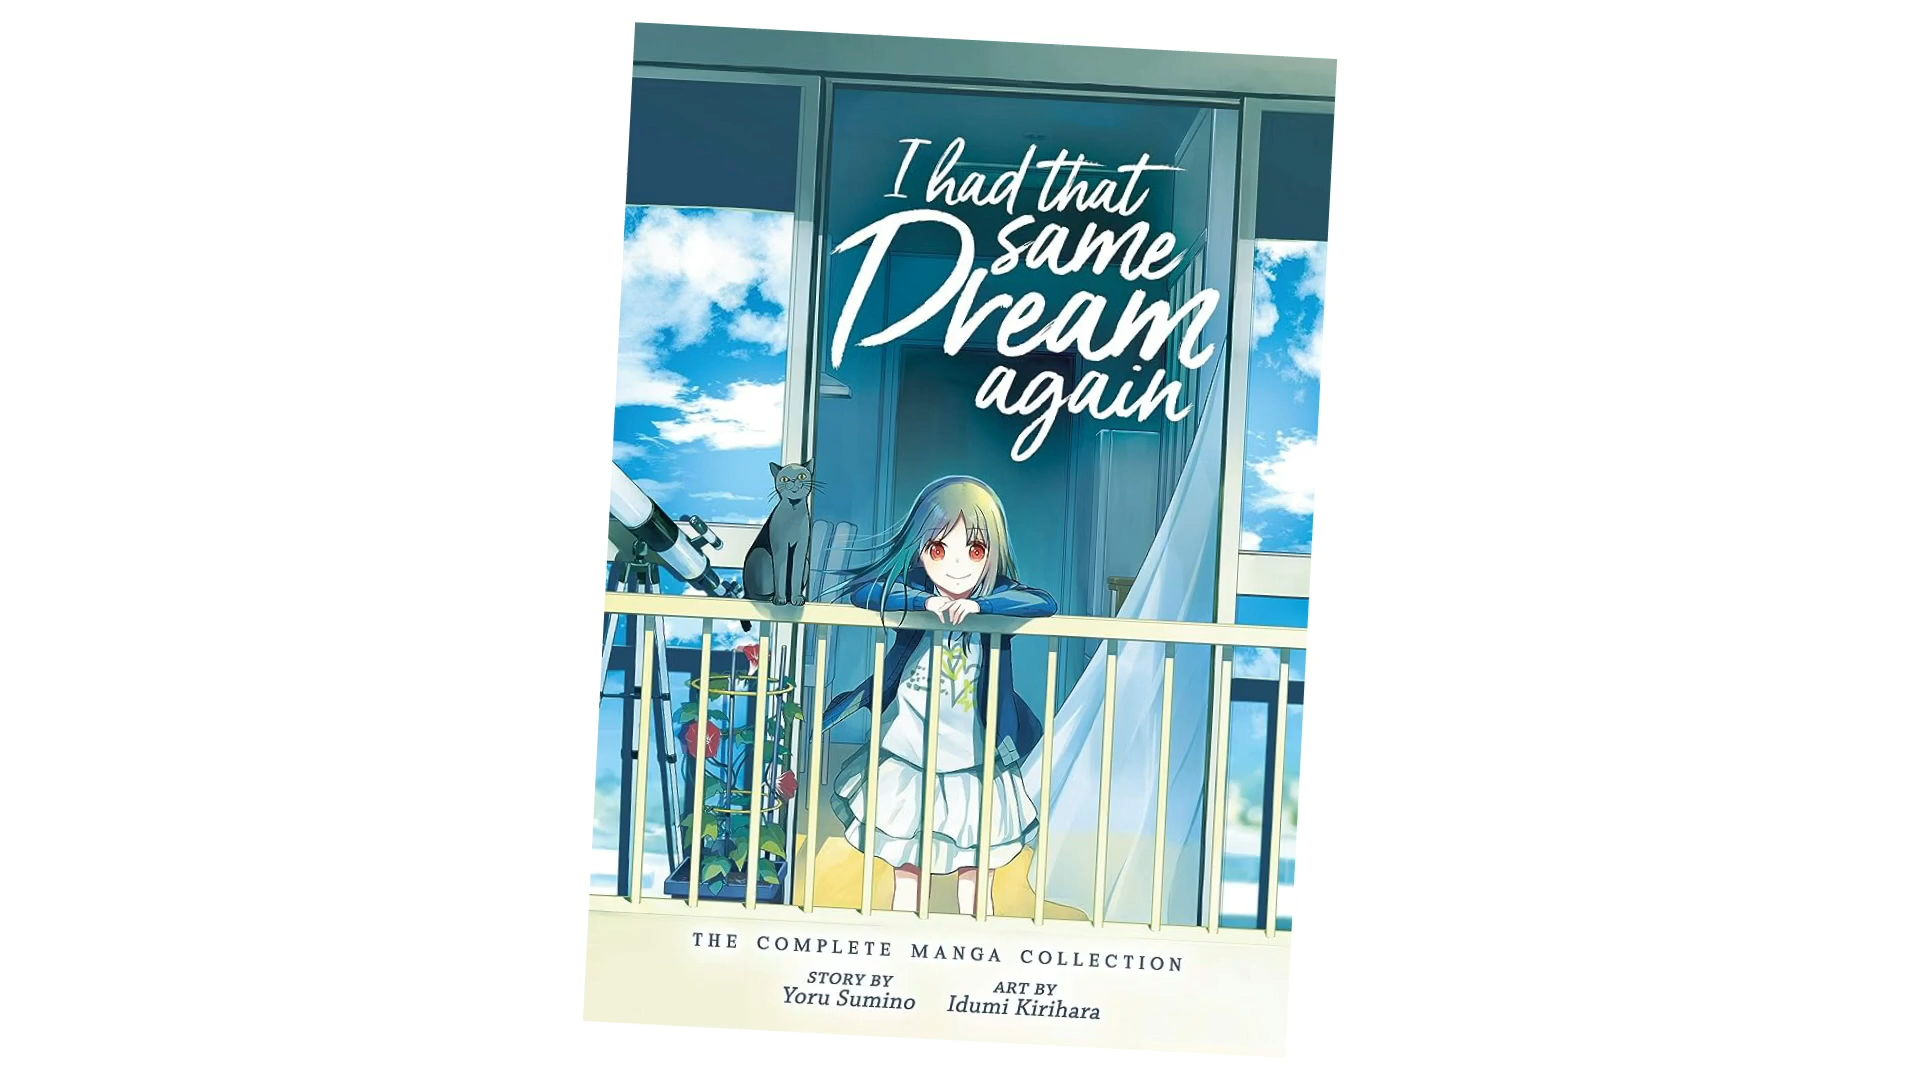 I had that
same
Dream
again
THE COMPLETE MANGA COLLECTION
STORY BY
Yoru Sumino
ART BY
Idumi Kirihara